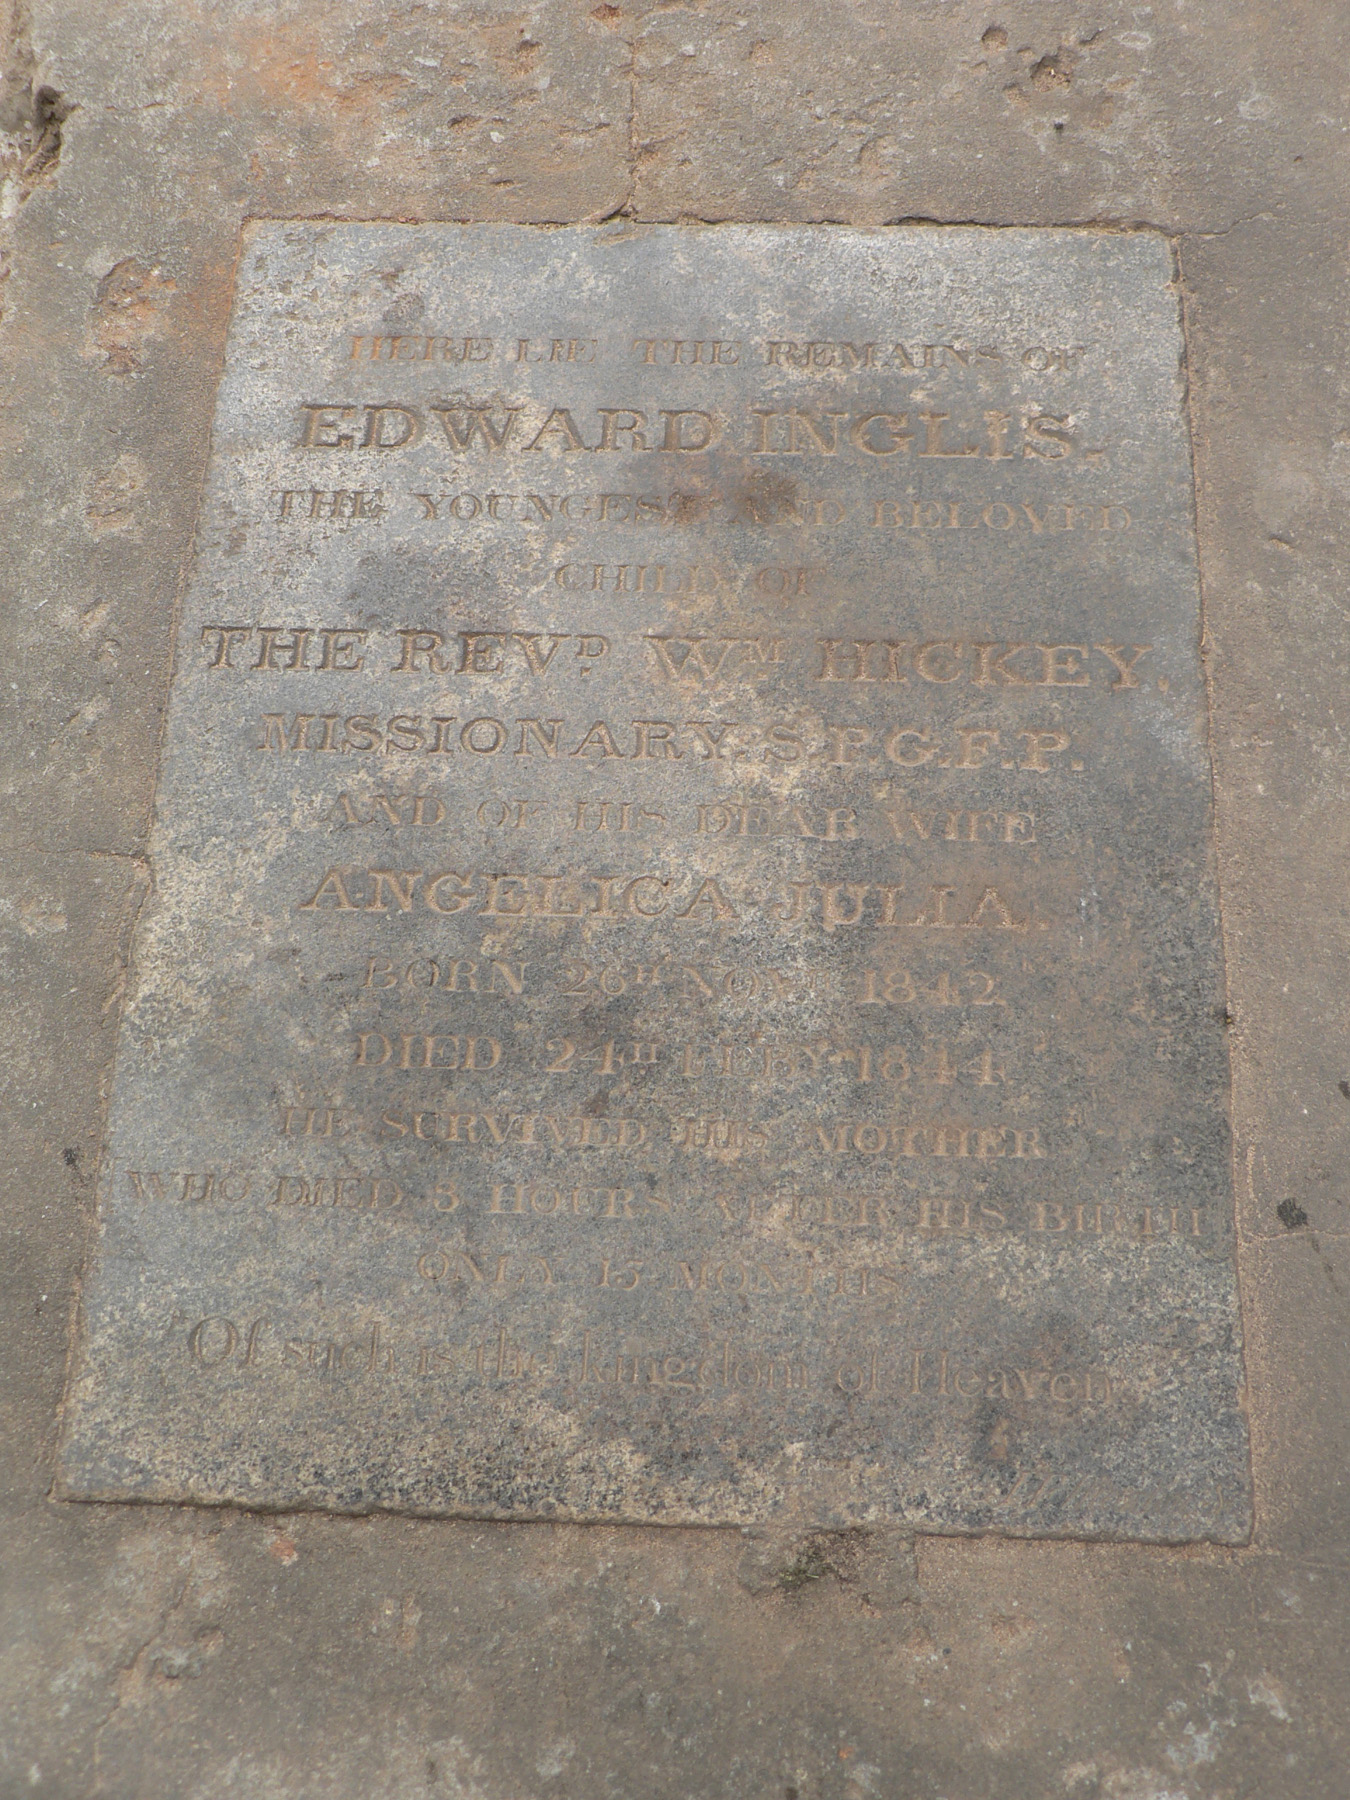 HERE LIE THE REMAINS OF
EDWARD INGLIS.
THE YOUNGEST AND BELOVED
CHILD OF
THE REVD. WM. HICKEY,
MISSIONARY S.P.G.F.P.
AND OF HIS DEAR WIFE
ANGELICA JULIA.
BORN 26TH NOVR 1842
DIED 24TH FEBY 1844
HE SURVIVED HIS MOTHER
WHO DIED 3 HOURS AFTER HIS BIRTH
ONLY 15 MONTHS
"Of such is the kingdom of Heaven"